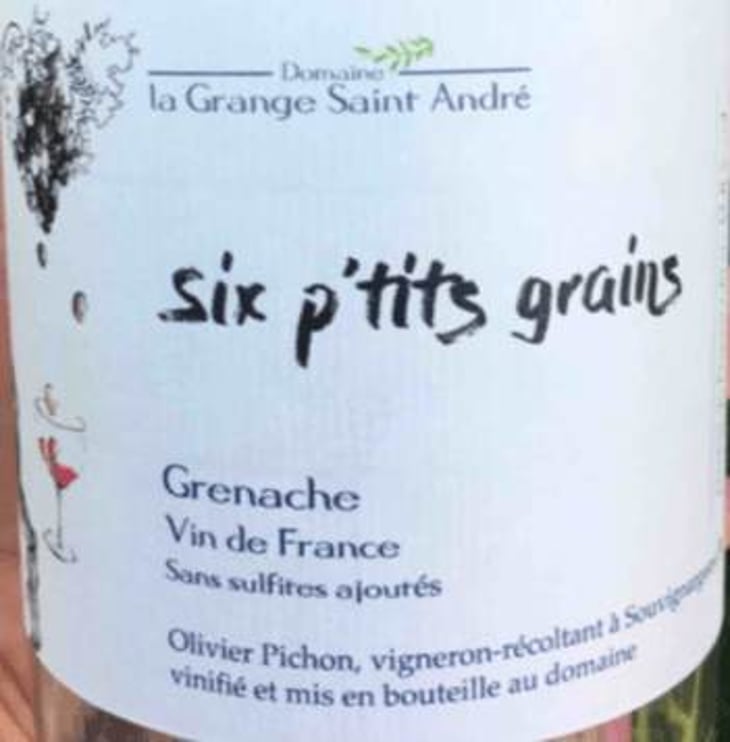 Domaine
la Grange Saint André
six p'tits grains
Grenache
Vin de France
Sans sulfites ajoutés
Olivier Pichon, vigneron-récoltant à
vinifié et mis en bouteille au domaine